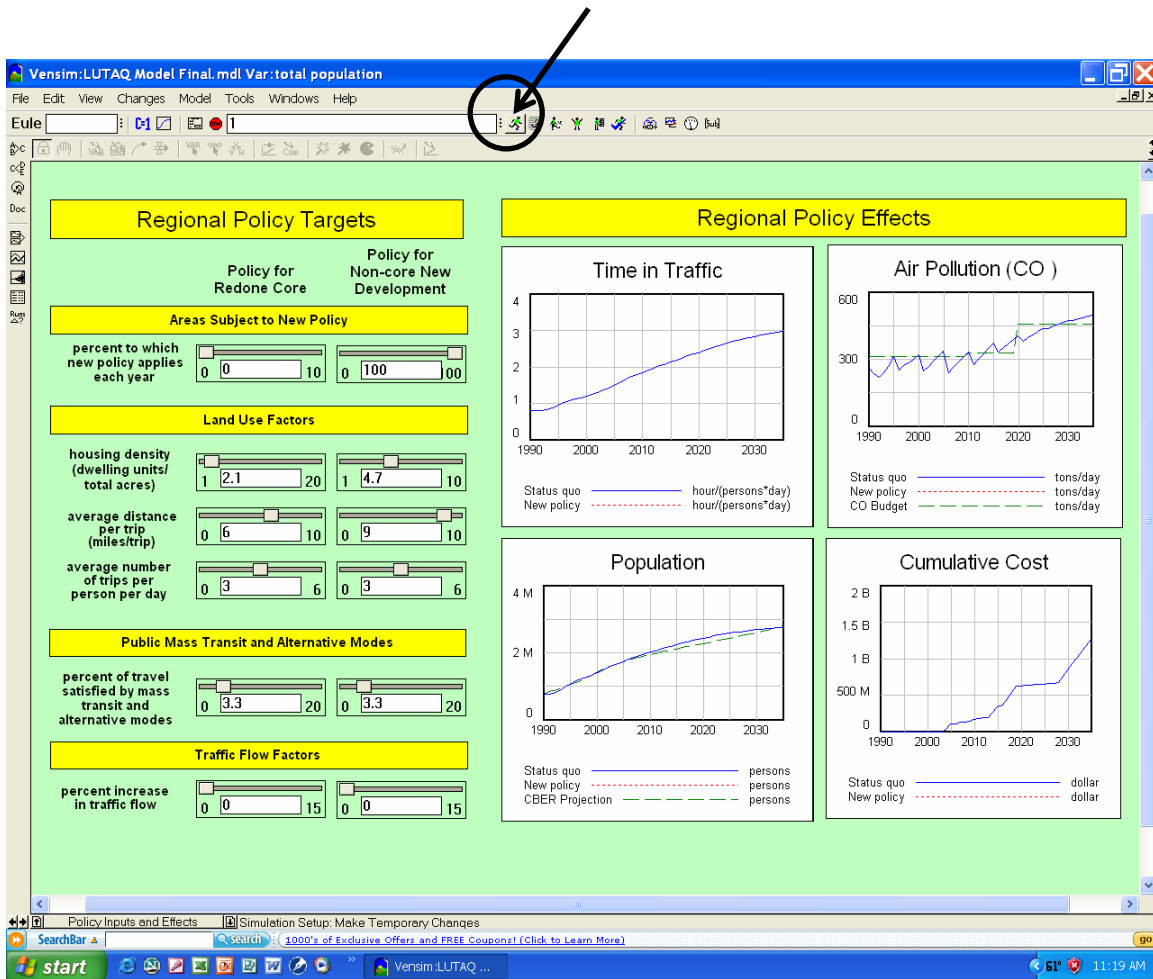 Vensim:LUTAQ Model Final.mdl Var:total population
File Edit View Changes Model Tools Windows Help
Eule
1
Doc
Runs
Regional Policy Targets
Policy for
Redone Core
Policy for
Non-core New
Development
Areas Subject to New Policy
percent to which
new policy applies
each year
0 0 10
0 100 100
Land Use Factors
housing density
(dwelling units/
total acres)
1 2.1 20
1 4.7 10
average distance
per trip
(miles/trip)
0 6 10
0 9 10
average number
of trips per
person per day
0 3 6
0 3 6
Public Mass Transit and Alternative Modes
percent of travel
satisfied by mass
transit and
alternative modes
0 3.3 20
0 3.3 20
Traffic Flow Factors
percent increase
in traffic flow
0 0 15
0 0 15
Regional Policy Effects
Time in Traffic
4
3
2
1
0
1990 2000 2010 2020 2030
Status quo hour/(persons*day)
New policy hour/(persons*day)
Air Pollution (CO )
600
300
0
1990 2000 2010 2020 2030
Status quo tons/day
New policy tons/day
CO Budget tons/day
Population
4 M
2 M
0
1990 2000 2010 2020 2030
Status quo persons
New policy persons
CBER Projection persons
Cumulative Cost
2 B
1.5 B
1 B
500 M
0
1990 2000 2010 2020 2030
Status quo dollar
New policy dollar
Policy Inputs and Effects
Simulation Setup: Make Temporary Changes
SearchBar
search
1000's of Exclusive Offers and FREE Coupons! (Click to Learn More)
go
start
Vensim:LUTAQ ...
61°
11:19 AM